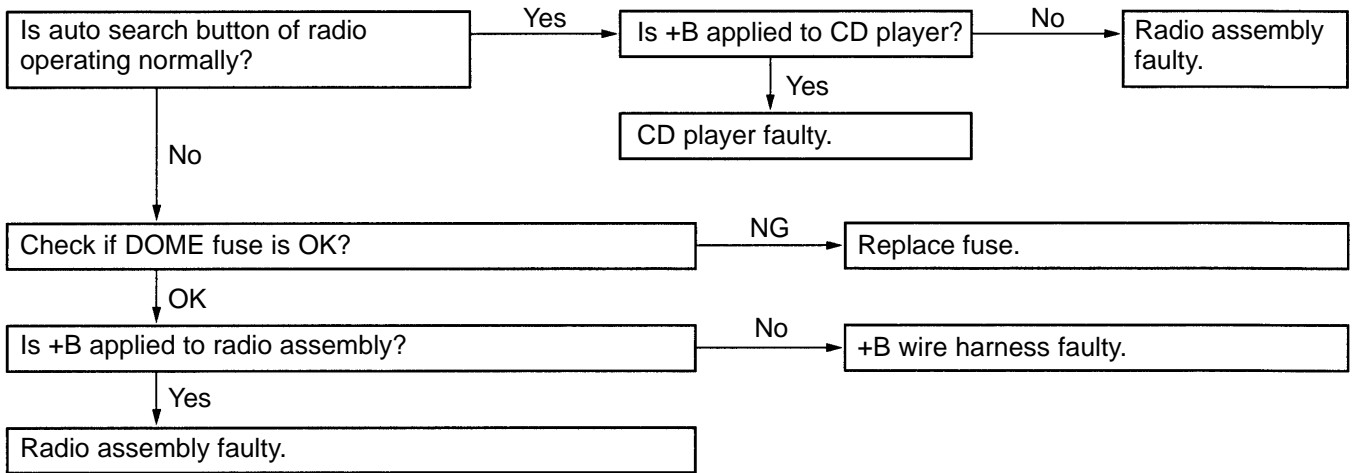 Is auto search button of radio
operating normally?
Yes
Is +B applied to CD player?
No
Radio assembly
faulty.
Yes
CD player faulty.
No
Check if DOME fuse is OK?
NG
Replace fuse.
OK
Is +B applied to radio assembly?
No
+B wire harness faulty.
Yes
Radio assembly faulty.